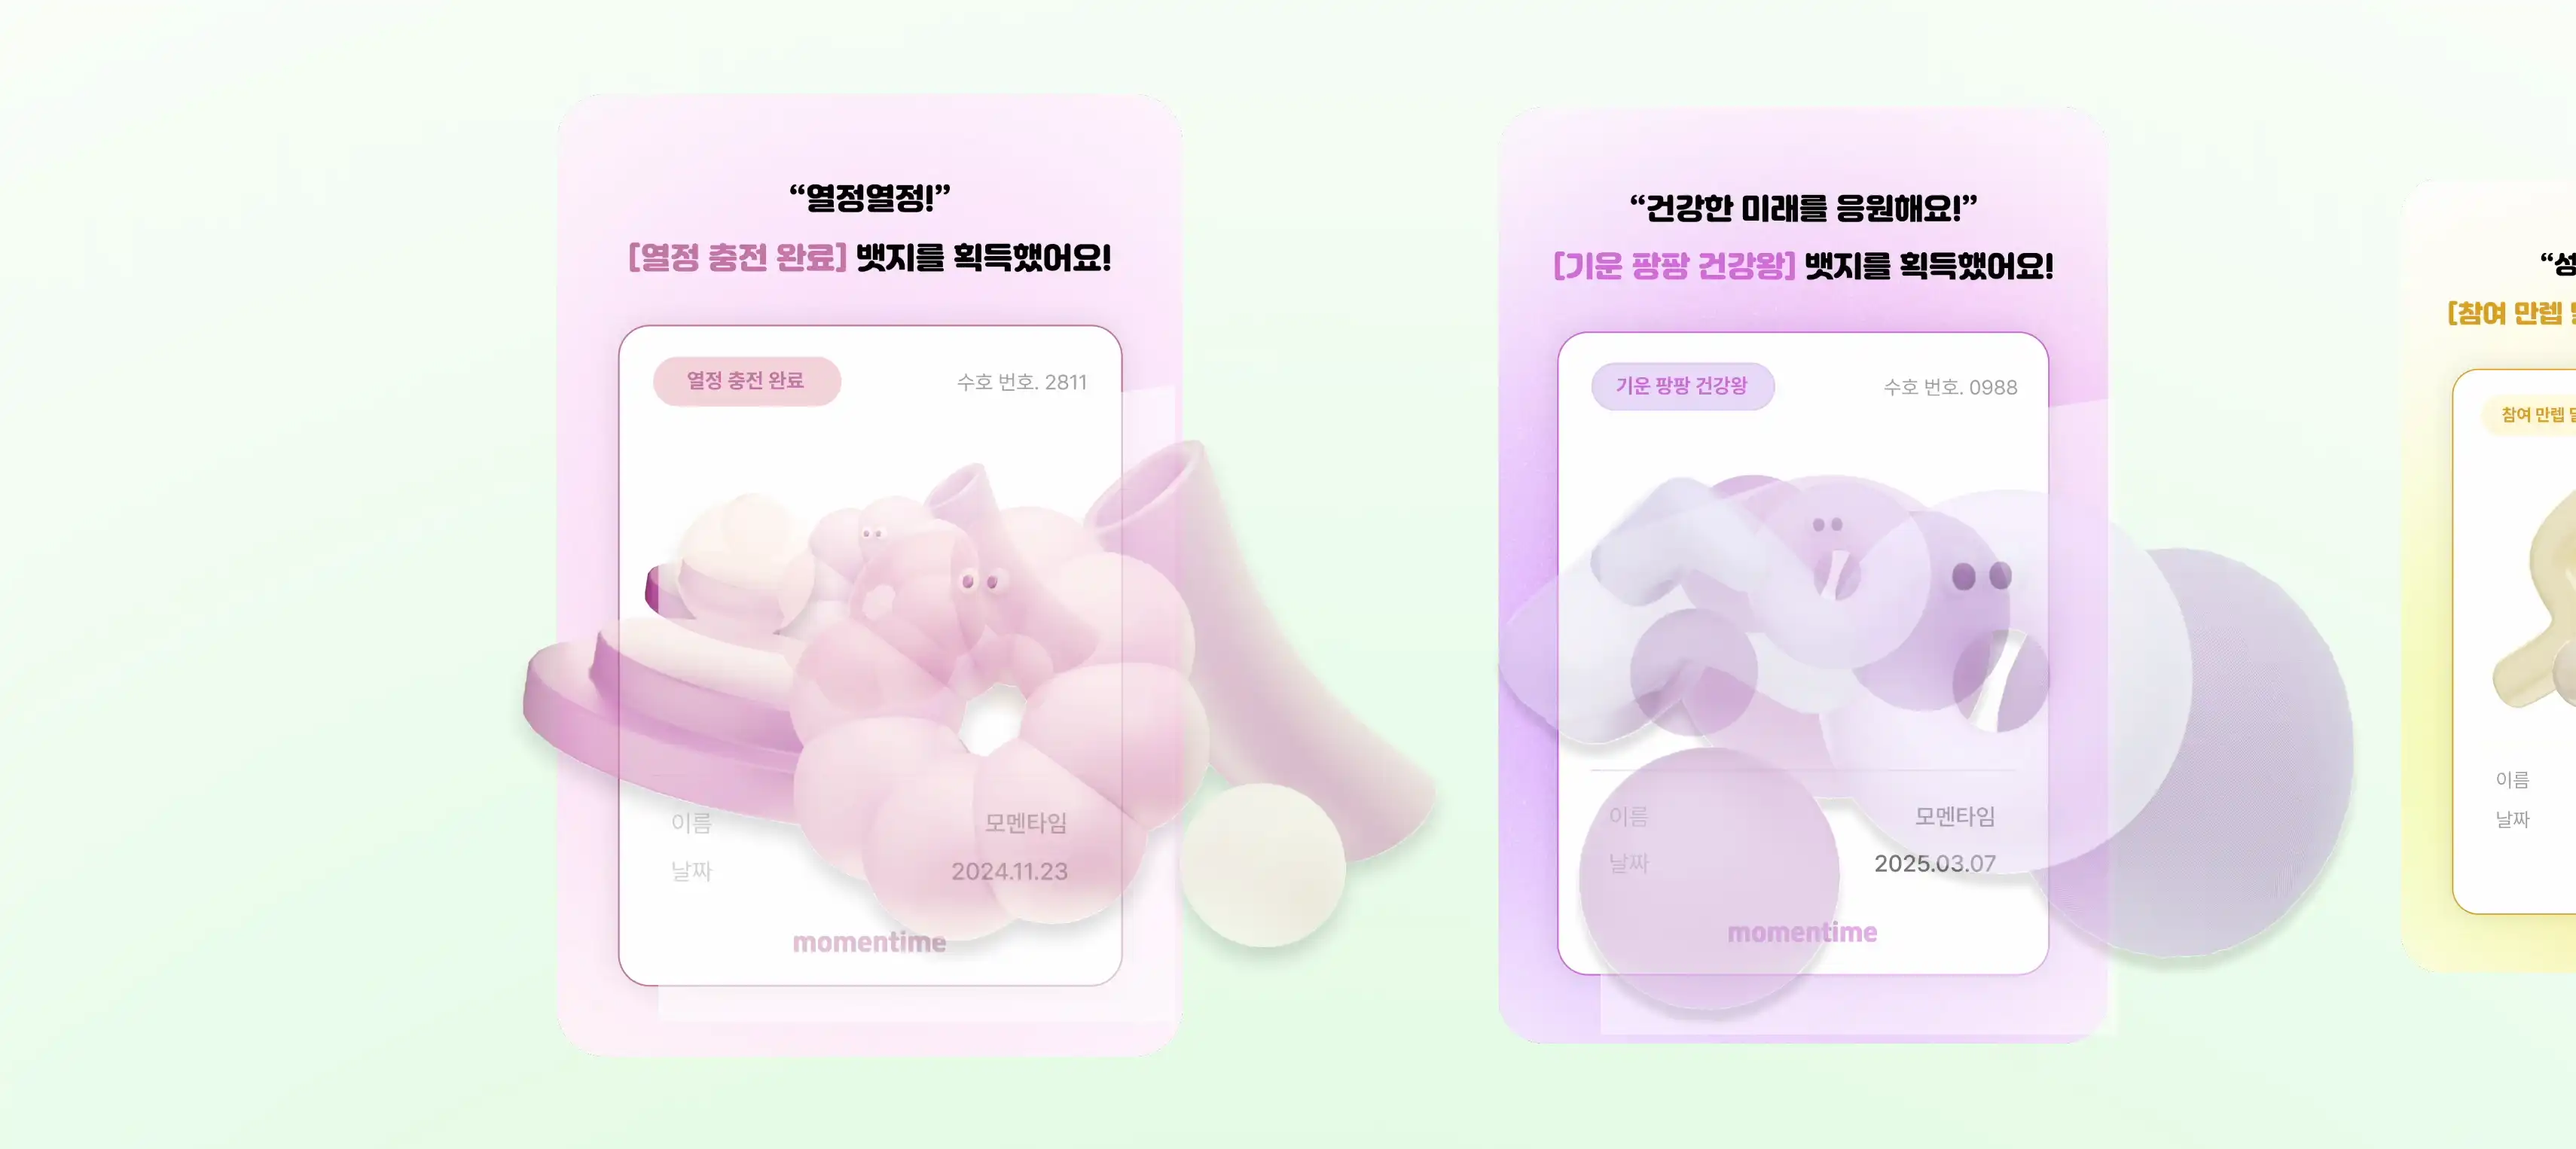 “열정열정!”
[열정 충전 완료] 뱃지를 획득했어요!
열정 충전 완료
수호 번호. 2811
이름 모멘타임
날짜 2024.11.23
momentime
“건강한 미래를 응원해요!”
[기운 팡팡 건강왕] 뱃지를 획득했어요!
기운 팡팡 건강왕
수호 번호. 0988
이름 모멘타임
날짜 2025.03.07
momentime
“성
[참여 만렙
참여 만렙
이름
날짜